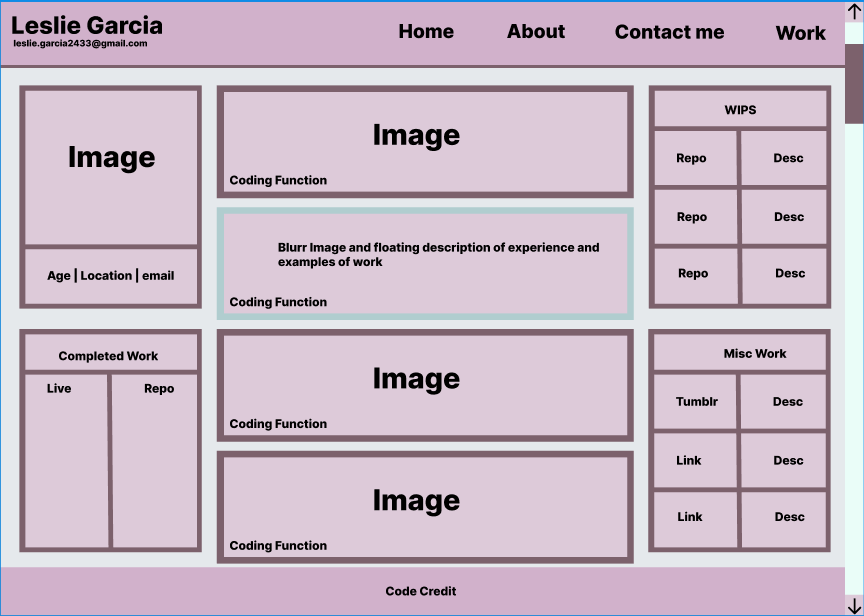 Leslie Garcia
leslie.garcia2433@gmail.com
Home
About
Contact me
Work
Image
Age | Location | email
Completed Work
Live
Repo
Image
Coding Function
Blurr Image and floating description of experience and
examples of work
Coding Function
Image
Coding Function
Image
Coding Function
WIPS
Repo
Desc
Repo
Desc
Repo
Desc
Misc Work
Tumblr
Desc
Link
Desc
Link
Desc
Code Credit